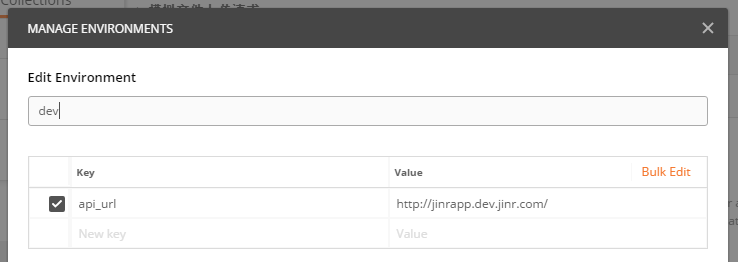 Collections
MANAGE ENVIRONMENTS
Edit Environment
dev
Key Value Bulk Edit
api_url http://jinrapp.dev.jinr.com/
New key Value